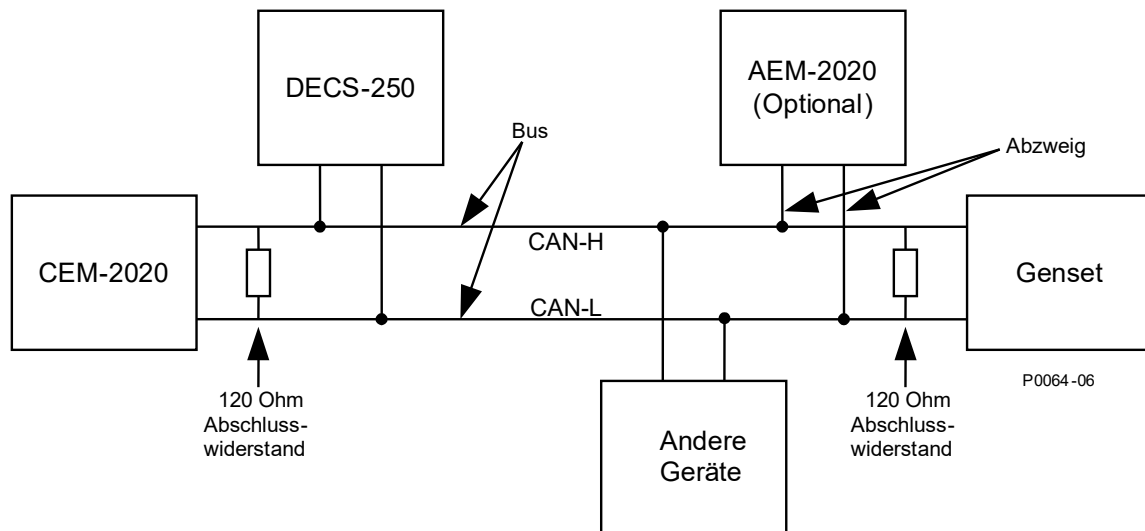 DECS-250
AEM-2020
(Optional)
Bus
Abzweig
CEM-2020
CAN-H
Genset
CAN-L
P0064-06
120 Ohm
Abschluss-
widerstand
120 Ohm
Abschluss-
widerstand
Andere
Geräte